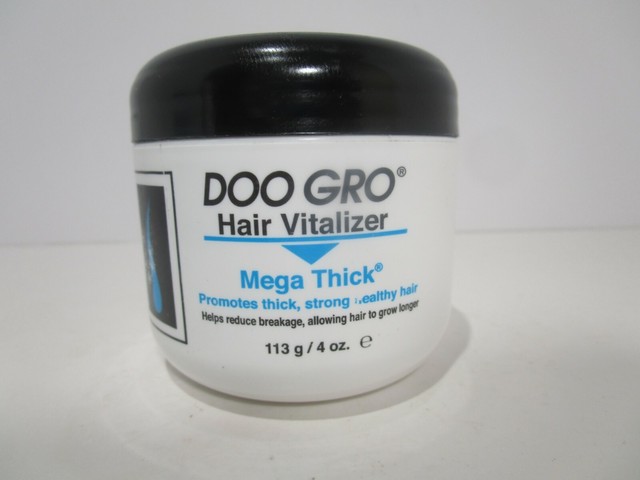 DOO GRO®
Hair Vitalizer
Mega Thick®
Promotes thick, strong healthy hair
Helps reduce breakage, allowing hair to grow longer
113 g / 4 oz. ℮